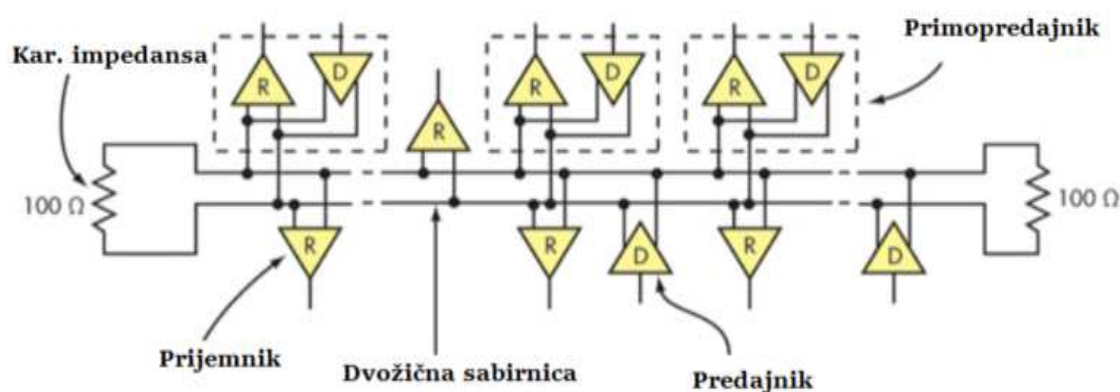 Kar. impedansa
Primopredajnik
R
D
R
R
D
R
D
100 Ω
100 Ω
R
R
D
R
D
Prijemnik
Dvožična sabirnica
Predajnik